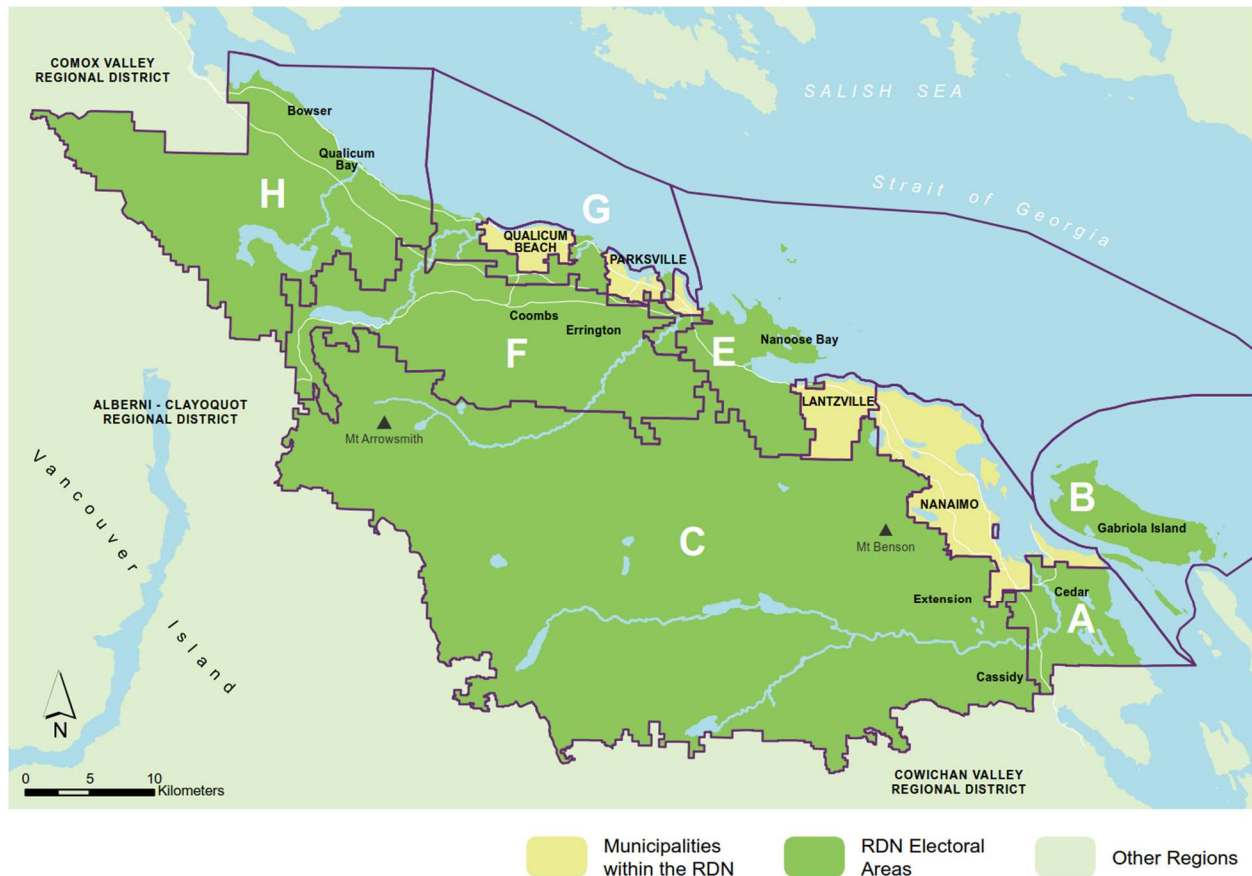 COMOX VALLEY
REGIONAL DISTRICT
SALISH SEA
Bowser
Qualicum
Bay
H
Strait of Georgia
G
QUALICUM
BEACH
PARKSVILLE
Coombs
Errington
F
E
Nanoose Bay
ALBERNI - CLAYOQUOT
REGIONAL DISTRICT
LANTZVILLE
Mt Arrowsmith
Vancouver Island
B
NANAIMO
Gabriola Island
C
Mt Benson
Extension
Cedar
A
Cassidy
N
0 5 10
Kilometers
COWICHAN VALLEY
REGIONAL DISTRICT
Municipalities
within the RDN
RDN Electoral
Areas
Other Regions